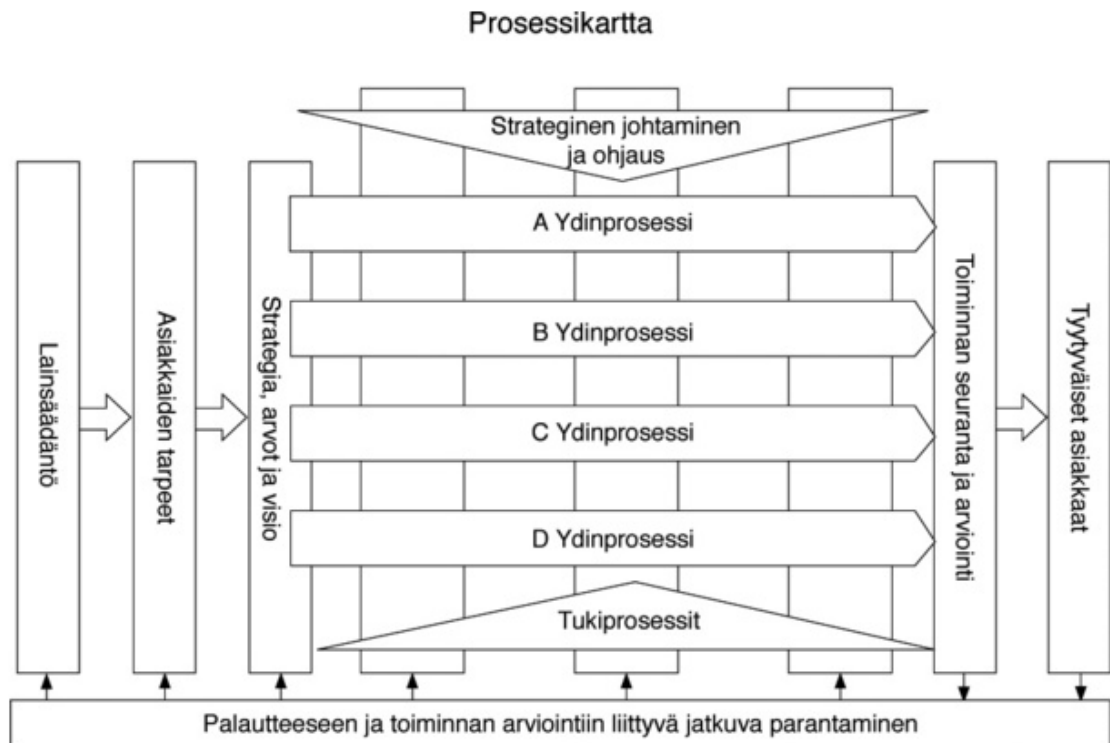 Prosessikartta
Strateginen johtaminen
ja ohjaus
Lainsäädäntö
Asiakkaiden tarpeet
Strategia, arvot ja visio
A Ydinprosessi
B Ydinprosessi
C Ydinprosessi
D Ydinprosessi
Tukiprosessit
Toiminnan seuranta ja arviointi
Tyytyväiset asiakkaat
Palautteeseen ja toiminnan arviointiin liittyvä jatkuva parantaminen